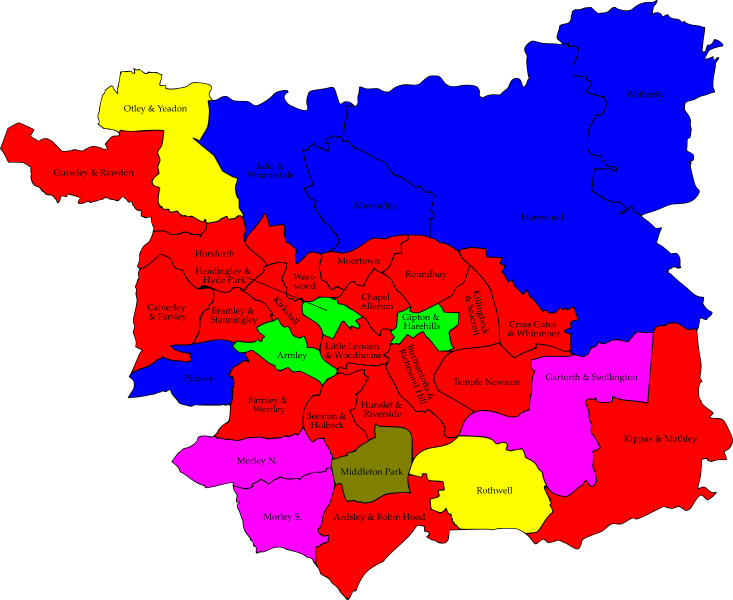 Wetherby
Otley & Yeadon
Guiseley & Rawdon
Adel &
Wharfedale
Alwoodley
Harewood
Horsforth
Moortown
Headingley &
Hyde Park
Weet-
wood
Roundhay
Calverley
& Farsley
Bramley &
Stanningley
Kirkstall
Chapel
Allerton
Killingbeck
& Seacroft
Gipton &
Harehills
Cross Gates
& Whinmoor
Armley
Little London
& Woodhouse
Burmantofts &
Richmond Hill
Pudsey
Temple Newsam
Garforth & Swillington
Farnley &
Wortley
Beeston &
Holbeck
Hunslet &
Riverside
Kippax & Methley
Morley N.
Middleton Park
Rothwell
Morley S.
Ardsley & Robin Hood